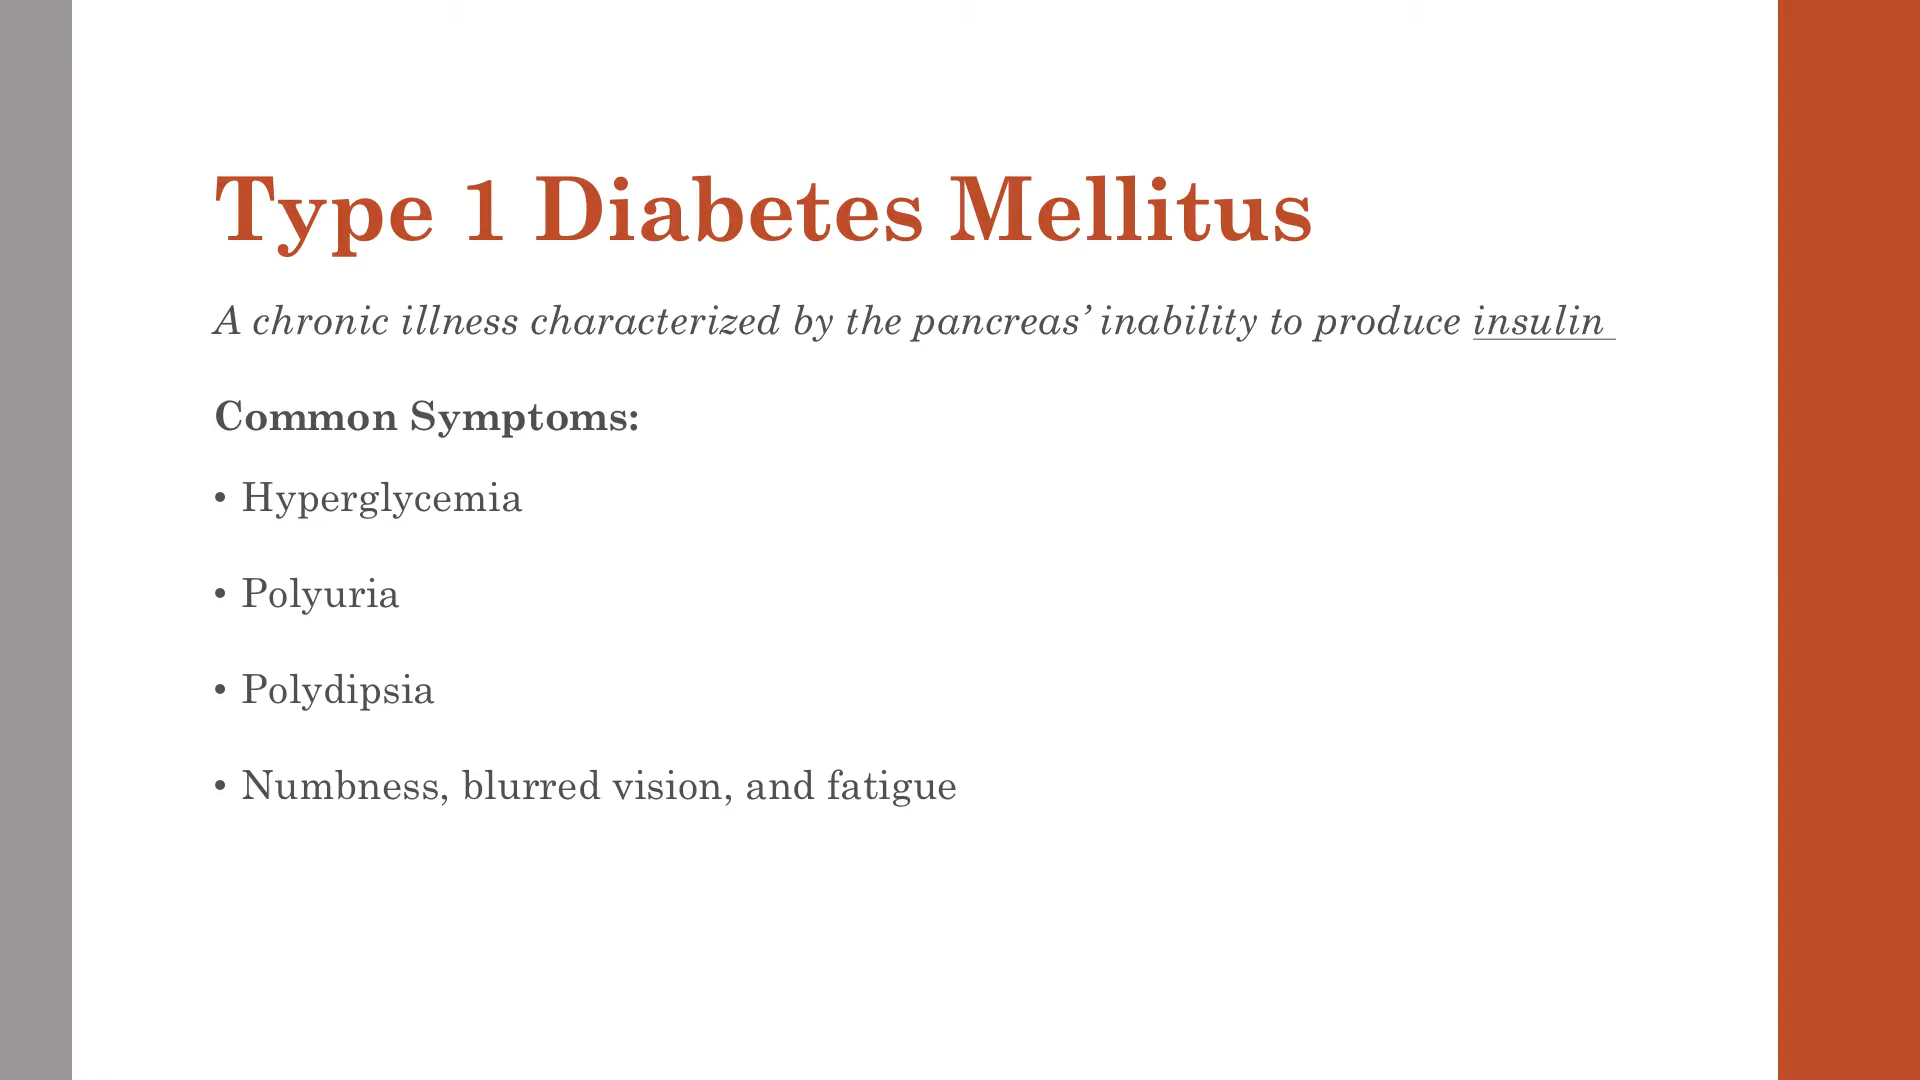 Type 1 Diabetes Mellitus
A chronic illness characterized by the pancreas’ inability to produce insulin
Common Symptoms:
• Hyperglycemia
• Polyuria
• Polydipsia
• Numbness, blurred vision, and fatigue